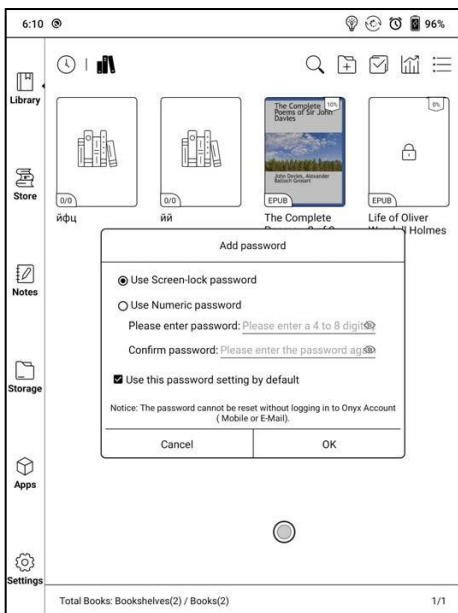 6:10
96%
Library
Store
Notes
Storage
Apps
Settings
10%
The Complete
Poems of Sir John
Davies
John Davies, Alexander
Balloch Grosart
0%
0/0
0/0
EPUB
EPUB
йфц
йй
The Complete
Life of Oliver
Holmes
Add password
Use Screen-lock password
Use Numeric password
Please enter password: Please enter a 4 to 8 digit
Confirm password: Please enter the password aga
Use this password setting by default
Notice: The password cannot be reset without logging in to Onyx Account
( Mobile or E-Mail).
Cancel
OK
Total Books: Bookshelves(2) / Books(2)
1/1